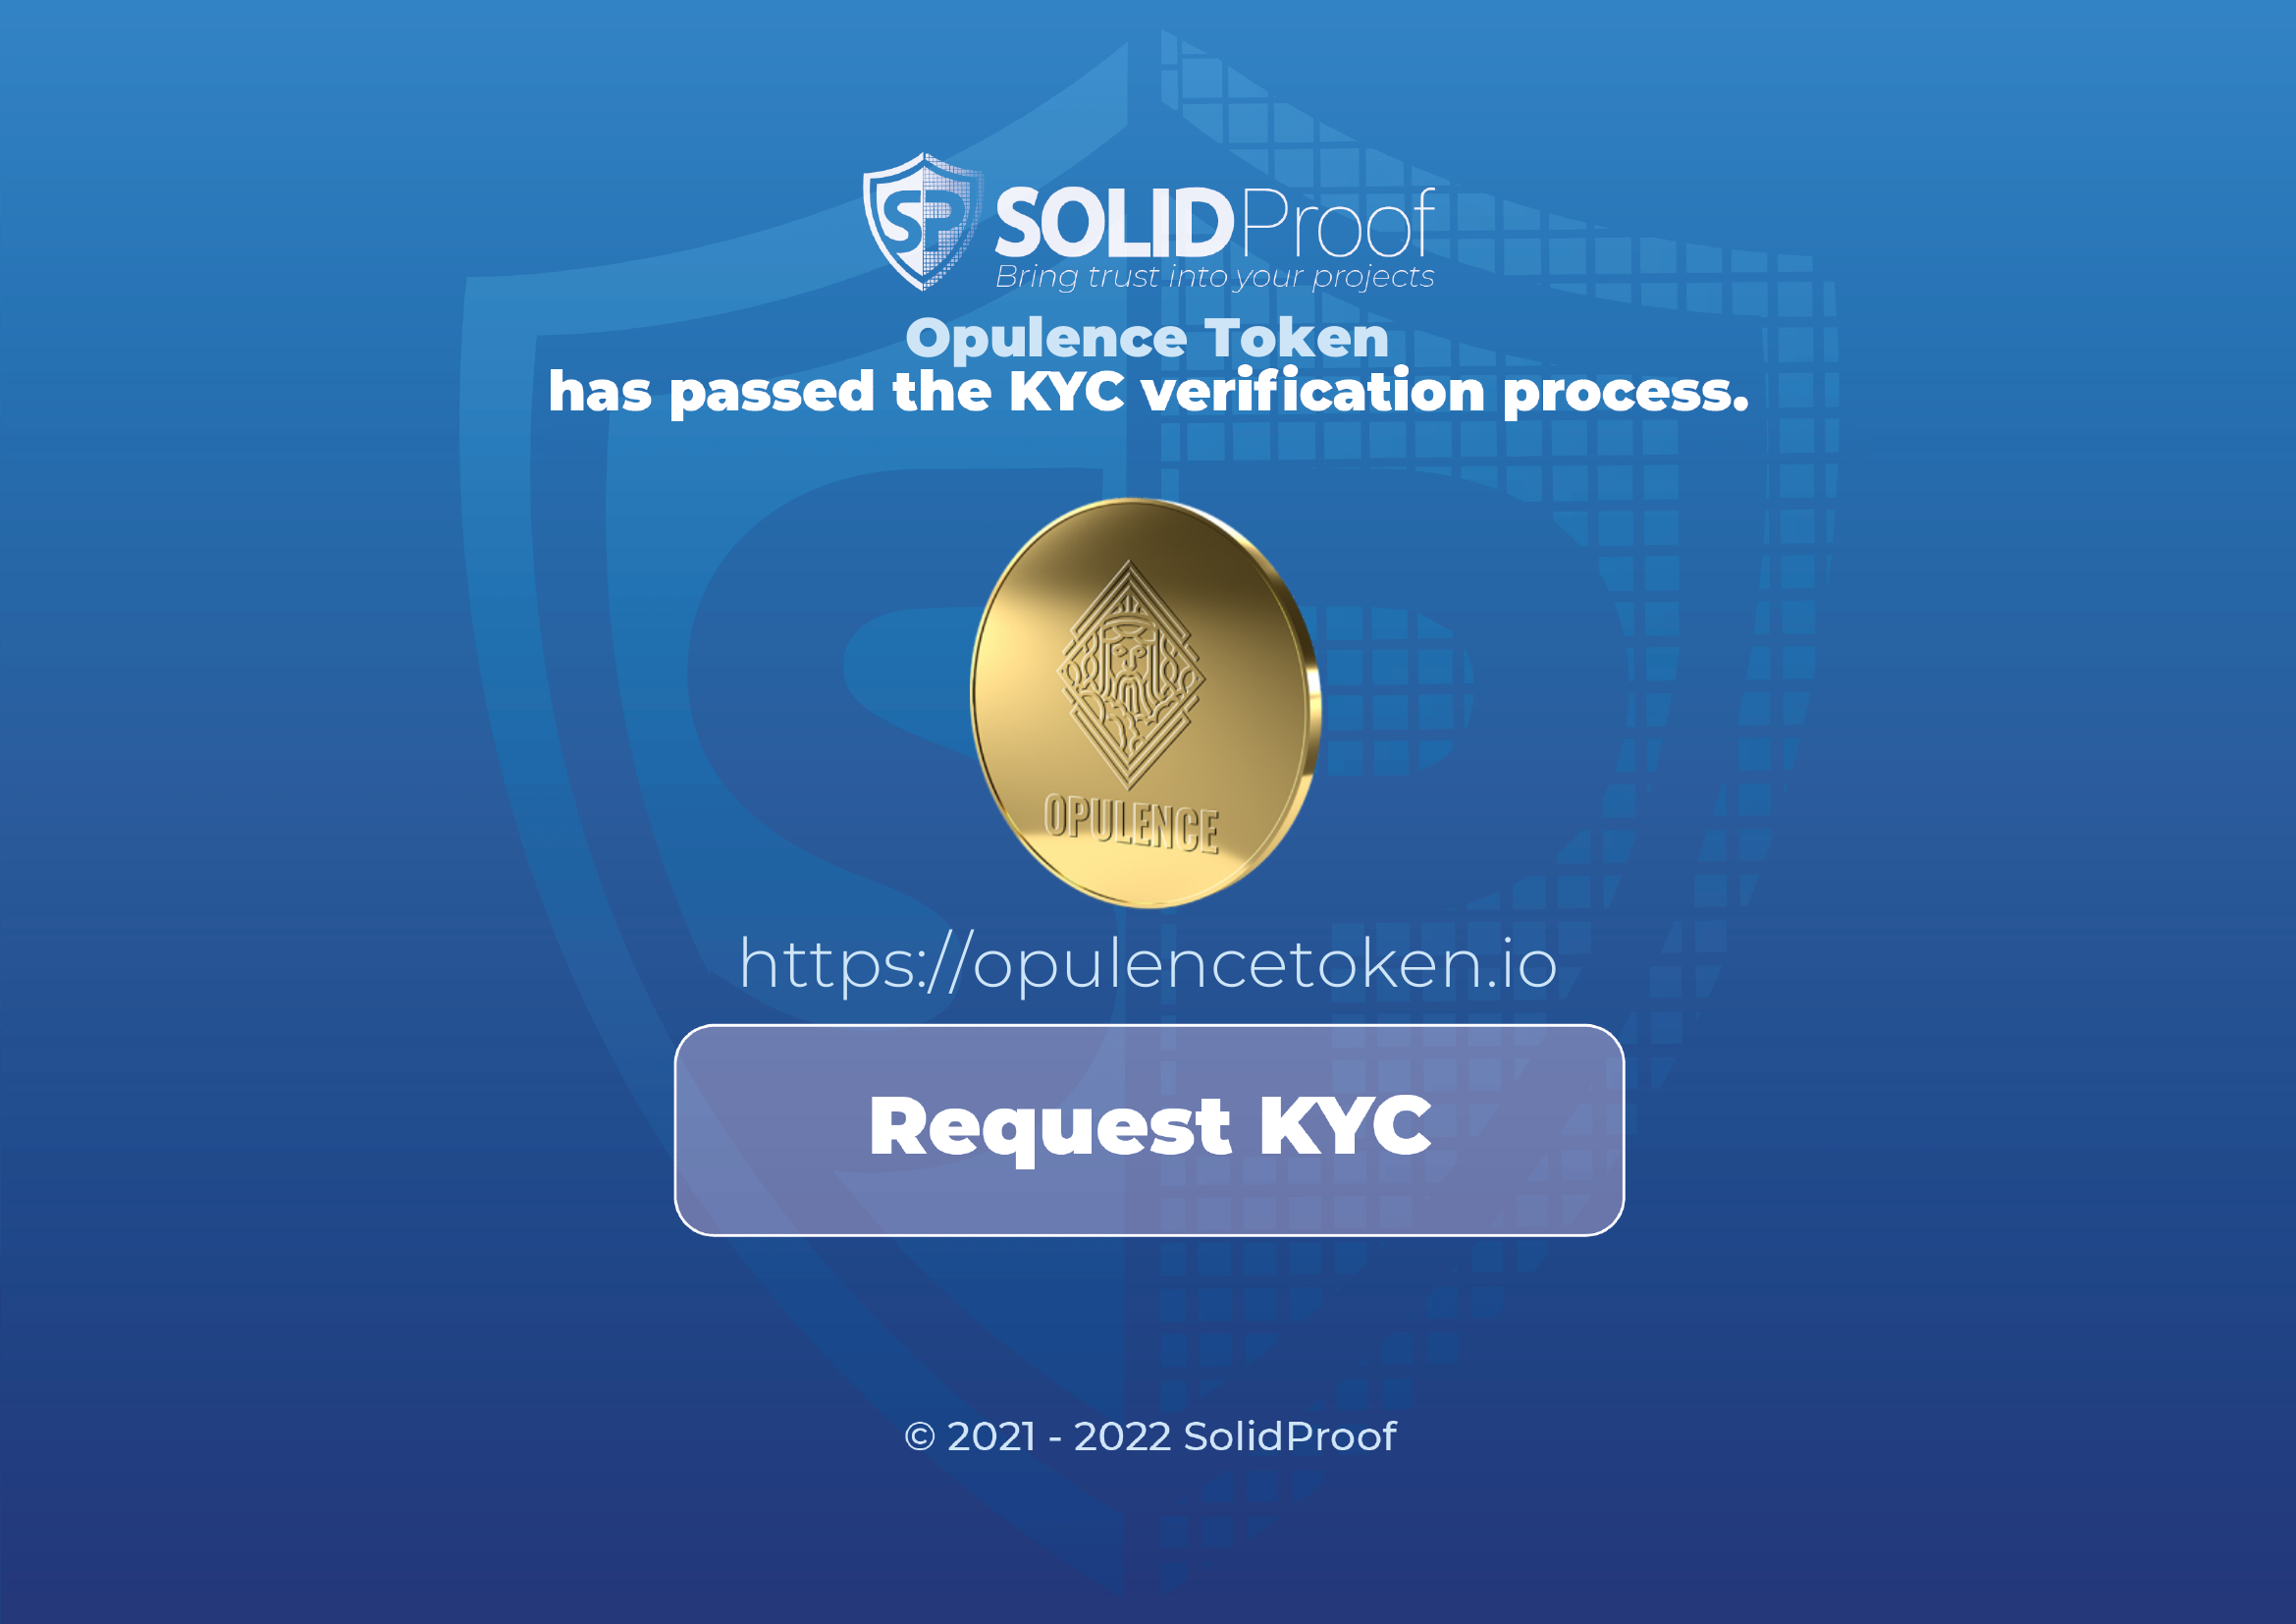 SP SOLIDProof
Bring trust into your projects
Opulence Token
has passed the KYC verification process.
OPULENCE
https://opulencetoken.io
Request KYC
© 2021 - 2022 SolidProof